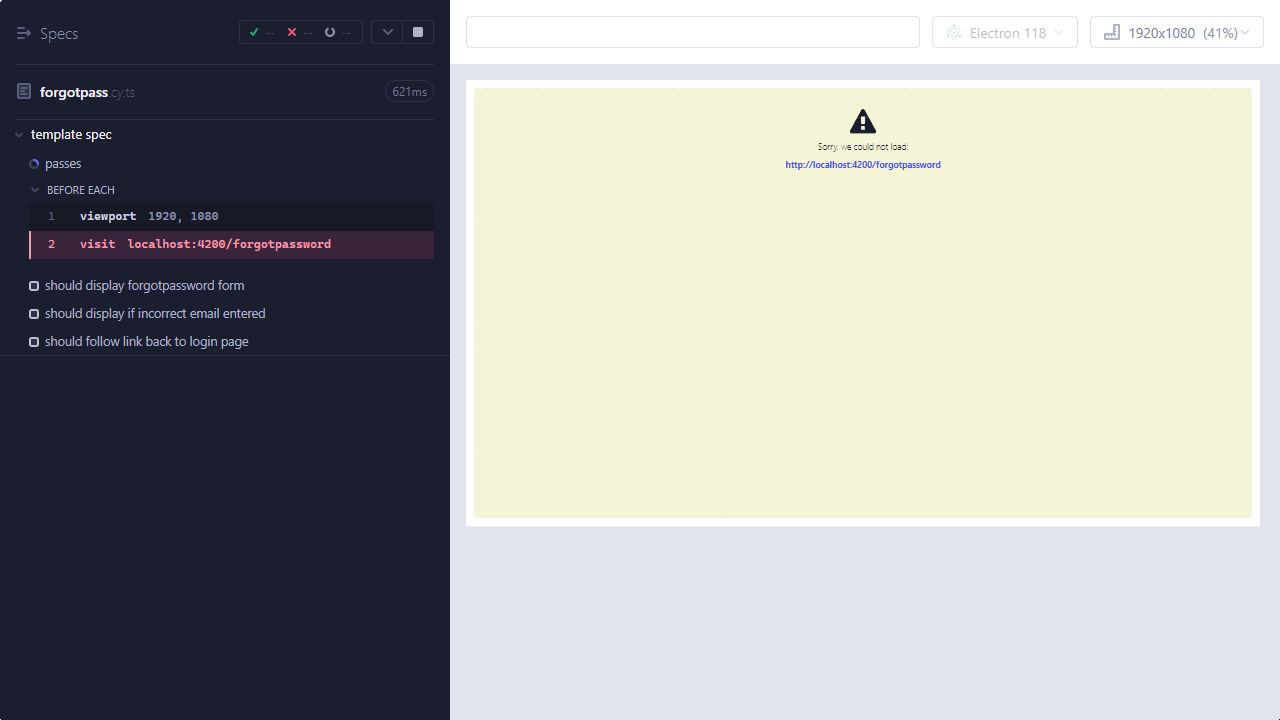 Specs
-- -- --
forgotpass.cy.ts 621ms
template spec
passes
BEFORE EACH
1 viewport 1920, 1080
2 visit localhost:4200/forgotpassword
should display forgotpassword form
should display if incorrect email entered
should follow link back to login page
Electron 118 1920x1080 (41%)
Sorry, we could not load:
http://localhost:4200/forgotpassword